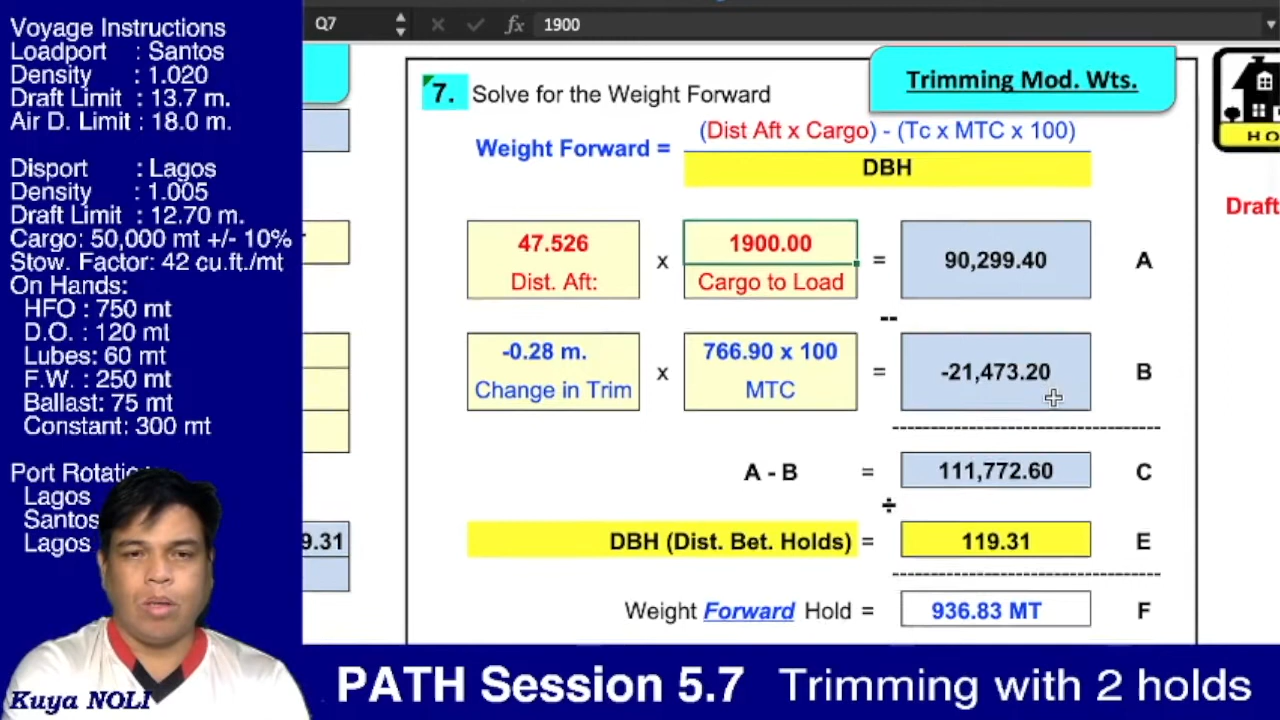 Voyage Instructions
Loadport : Santos
Density : 1.020
Draft Limit : 13.7 m.
Air D. Limit : 18.0 m.
Disport : Lagos
Density : 1.005
Draft Limit : 12.70 m.
Cargo: 50,000 mt +/- 10%
Stow. Factor: 42 cu.ft./mt
On Hands:
HFO : 750 mt
D.O. : 120 mt
Lubes: 60 mt
F.W. : 250 mt
Ballast: 75 mt
Constant: 300 mt
Port Rotatio
Lagos
Santos
Lagos
Kuya NOLI
Q7 fx 1900
9.31
Trimming Mod. Wts.
7. Solve for the Weight Forward
Weight Forward = (Dist Aft x Cargo) - (Tc x MTC x 100)
DBH
47.526 x 1900.00 = 90,299.40 A
Dist. Aft: Cargo to Load
--
-0.28 m. x 766.90 x 100 = -21,473.20 B
Change in Trim MTC
A - B = 111,772.60 C
÷
DBH (Dist. Bet. Holds) = 119.31 E
Weight Forward Hold = 936.83 MT F
HO
Draft
PATH Session 5.7 Trimming with 2 holds